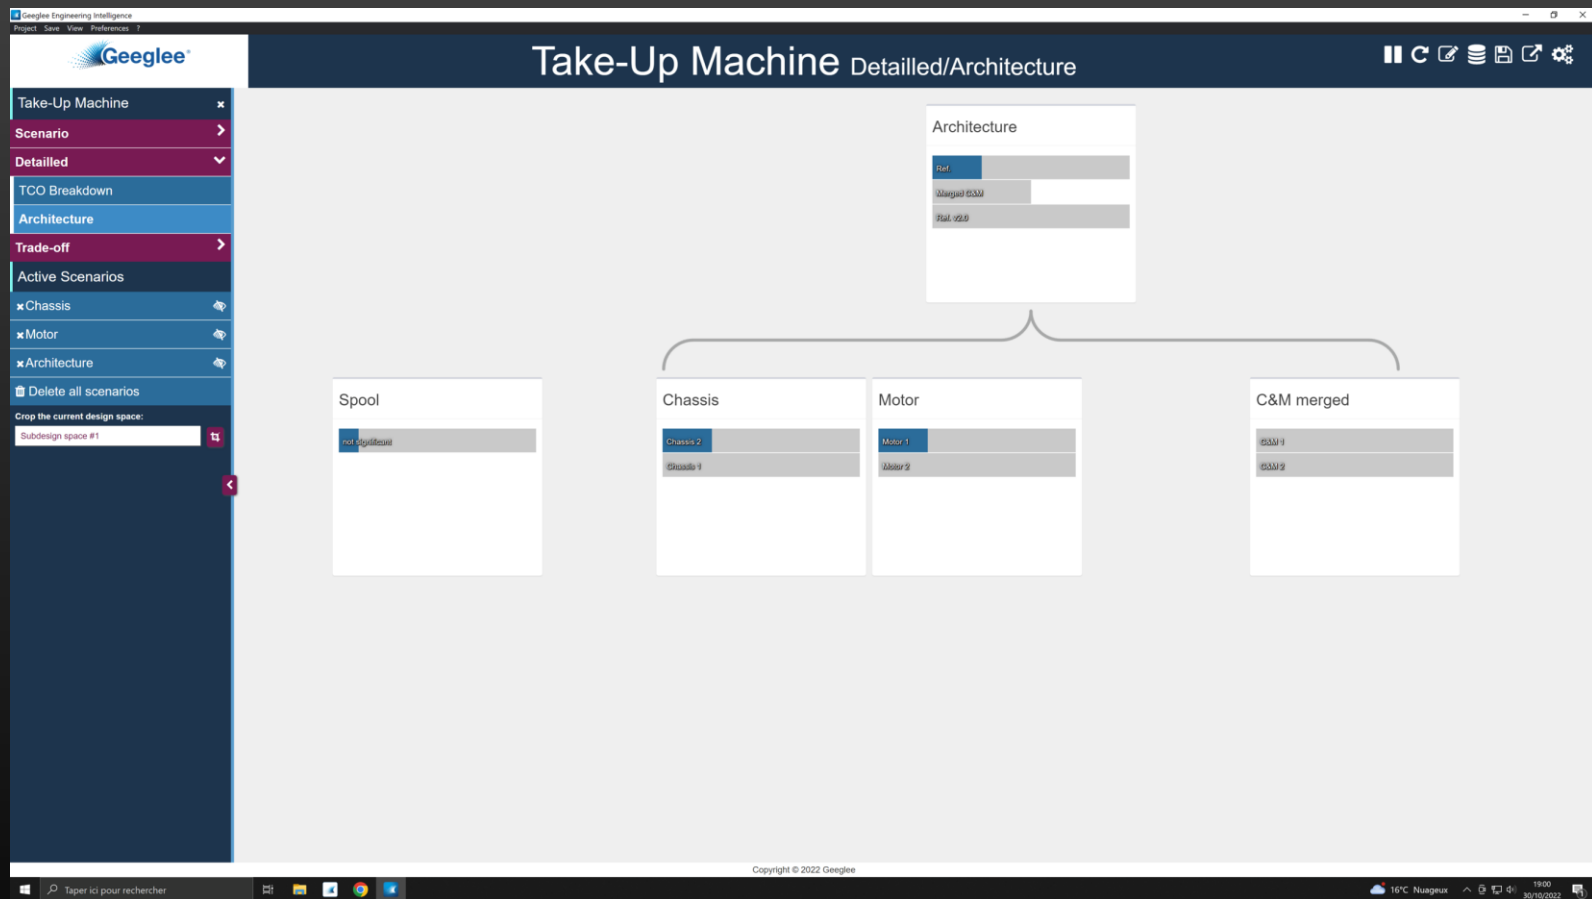 Geeglee Engineering Intelligence
Project Save View Preferences ?
Geeglee®
Take-Up Machine Detailled/Architecture
Take-Up Machine
Scenario
Detailled
TCO Breakdown
Architecture
Trade-off
Active Scenarios
Chassis
Motor
Architecture
Delete all scenarios
Crop the current design space:
Subdesign space #1
Architecture
Ref.
Merged C&M
Ref. v2.0
Spool
not significant
Chassis
Chassis 2
Chassis 1
Motor
Motor 1
Motor 2
C&M merged
C&M 1
C&M 2
Copyright © 2022 Geeglee
Taper ici pour rechercher
16°C Nuageux
19:00
30/10/2022